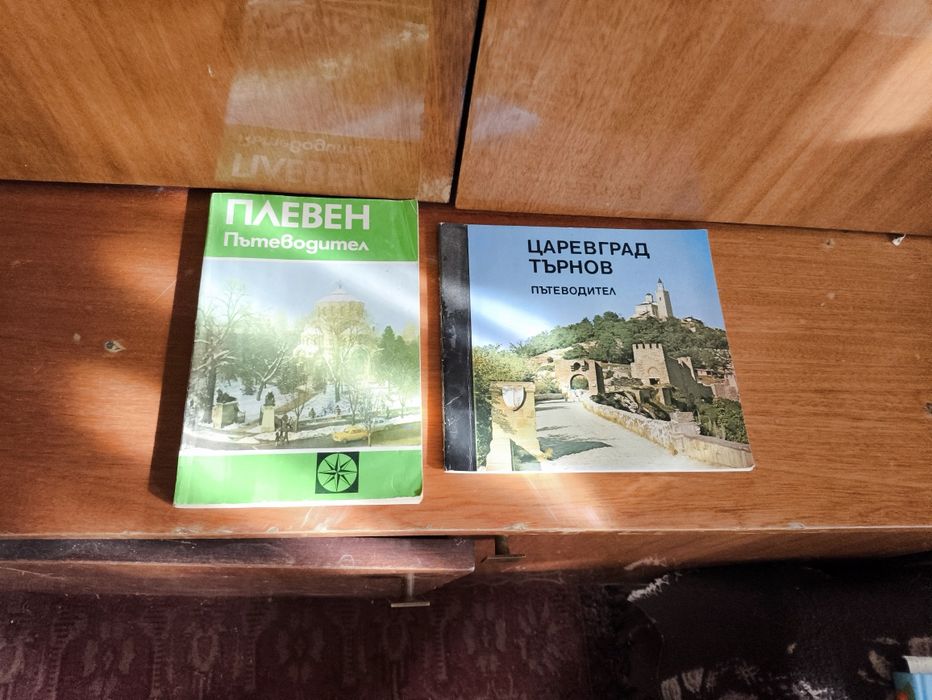 ПЛЕВЕН
Пътеводител
ЦАРЕВГРАД
ТЪРНОВ
ПЪТЕВОДИТЕЛ